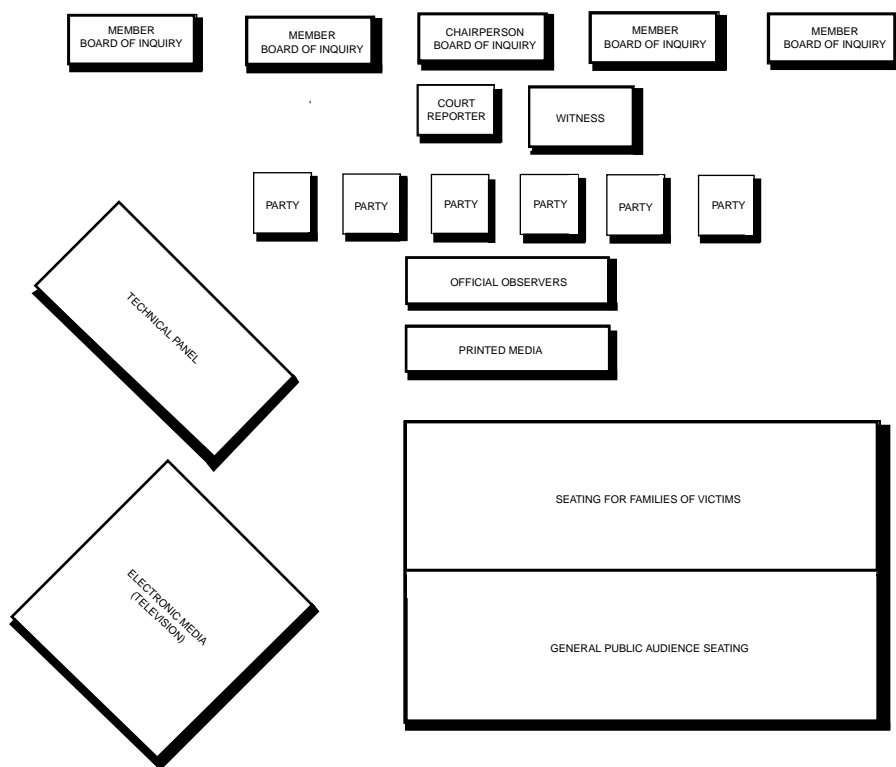 MEMBER
BOARD OF INQUIRY
MEMBER
BOARD OF INQUIRY
CHAIRPERSON
BOARD OF INQUIRY
MEMBER
BOARD OF INQUIRY
MEMBER
BOARD OF INQUIRY
COURT
REPORTER
WITNESS
PARTY
PARTY
PARTY
PARTY
PARTY
PARTY
OFFICIAL OBSERVERS
TECHNICAL PANEL
PRINTED MEDIA
SEATING FOR FAMILIES OF VICTIMS
ELECTRONIC MEDIA
(TELEVISION)
GENERAL PUBLIC AUDIENCE SEATING